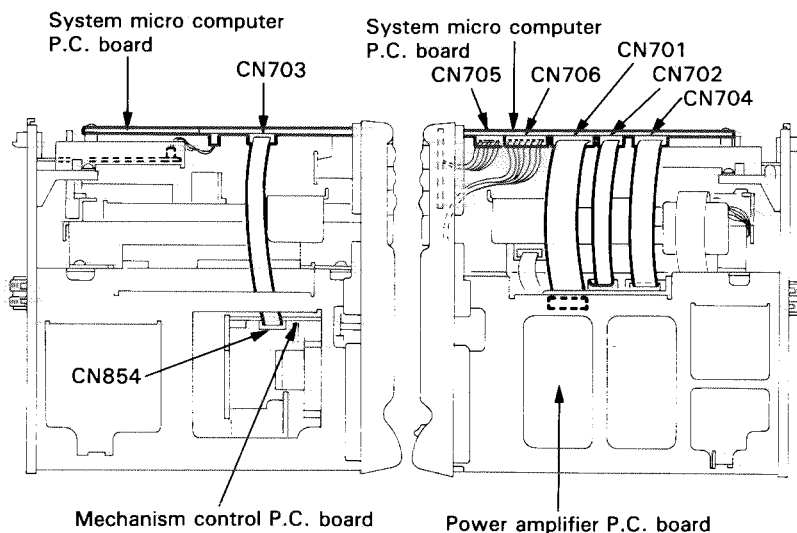 System micro computer
P.C. board
CN703
System micro computer
P.C. board
CN701
CN705
CN706
CN702
CN704
CN854
Mechanism control P.C. board
Power amplifier P.C. board